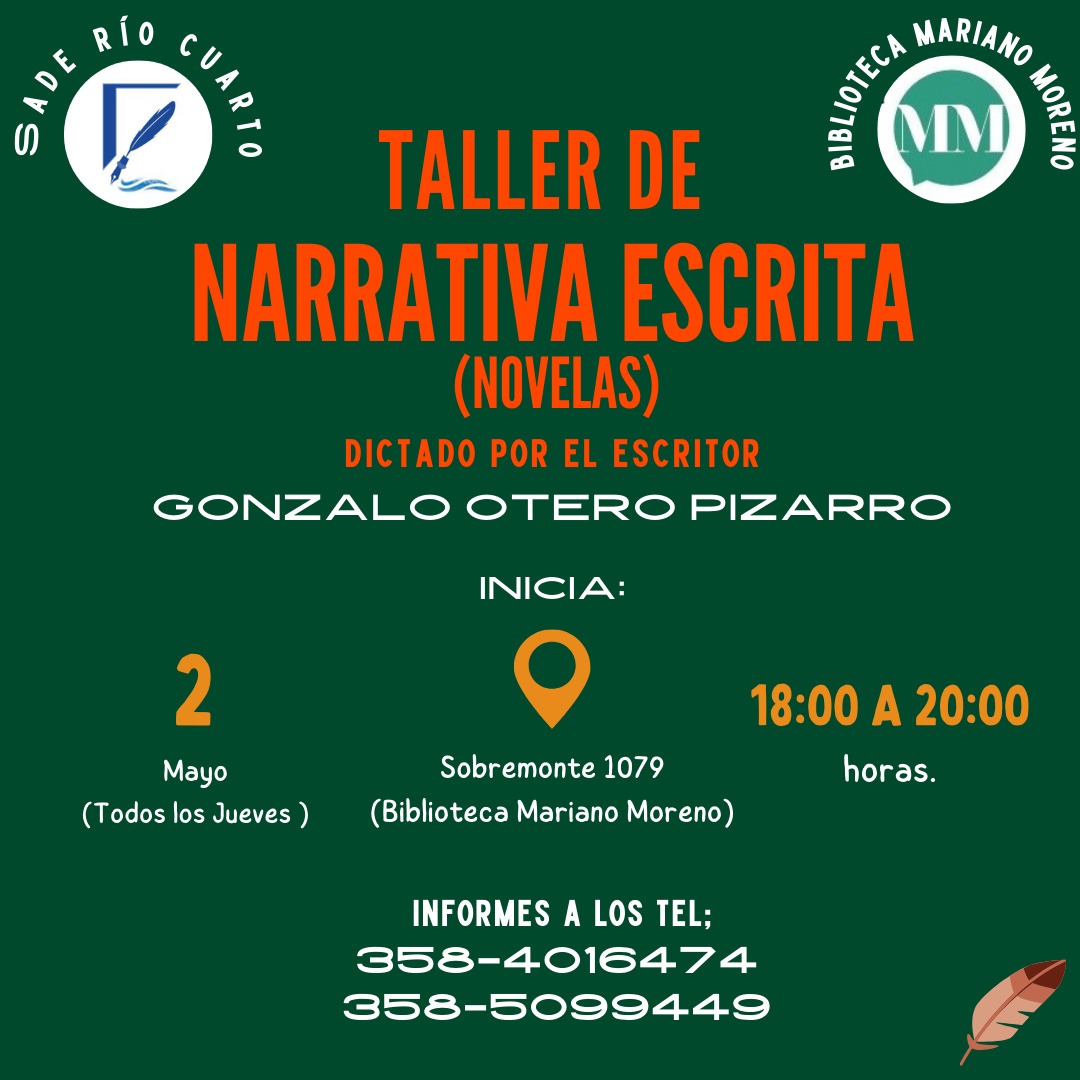 SADE RÍO CUARTO
BIBLIOTECA MARIANO MORENO
MM
TALLER DE
NARRATIVA ESCRITA
(NOVELAS)
DICTADO POR EL ESCRITOR
GONZALO OTERO PIZARRO
INICIA:
2
Mayo
(Todos los Jueves )
Sobremonte 1079
(Biblioteca Mariano Moreno)
18:00 A 20:00
horas.
INFORMES A LOS TEL;
358-4016474
358-5099449